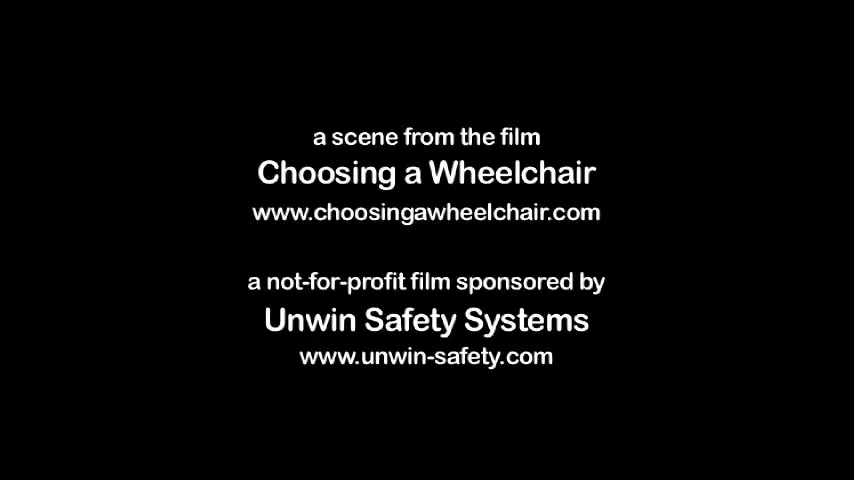 a scene from the film
Choosing a Wheelchair
www.choosingawheelchair.com
a not-for-profit film sponsored by
Unwin Safety Systems
www.unwin-safety.com